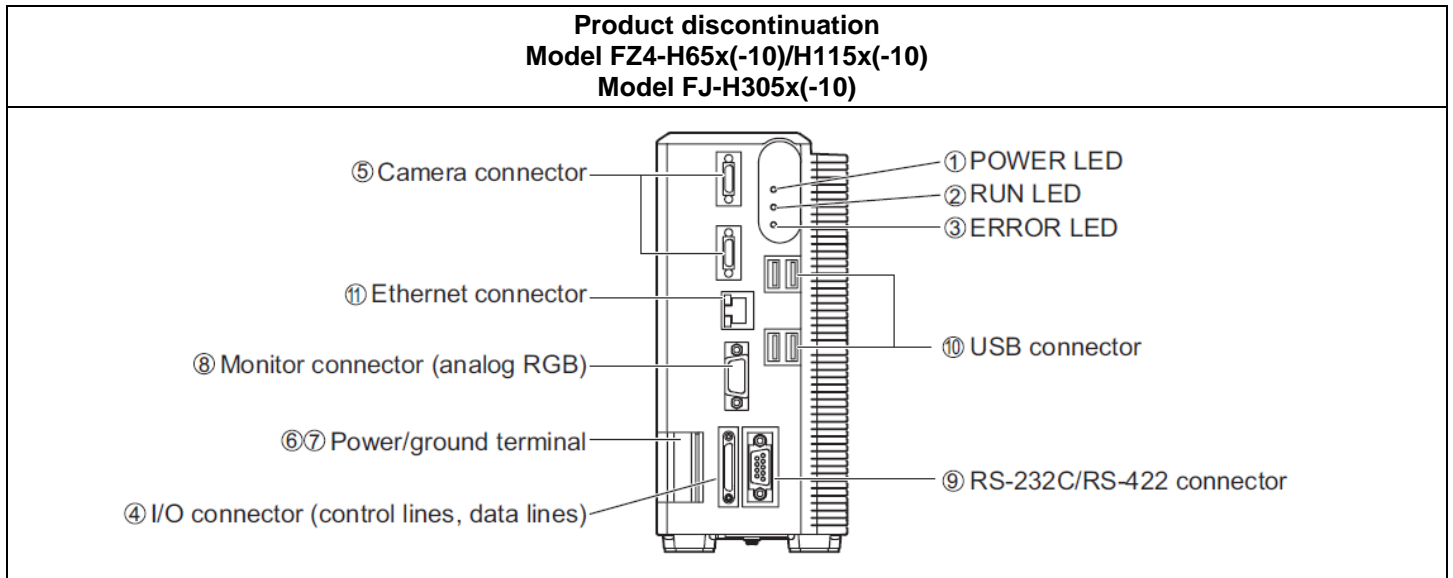 Product discontinuation
Model FZ4-H65x(-10)/H115x(-10)
Model FJ-H305x(-10)
⑤Camera connector
⑪Ethernet connector
⑧Monitor connector (analog RGB)
⑥⑦Power/ground terminal
④I/O connector (control lines, data lines)
①POWER LED
②RUN LED
③ERROR LED
⑩USB connector
⑨RS-232C/RS-422 connector